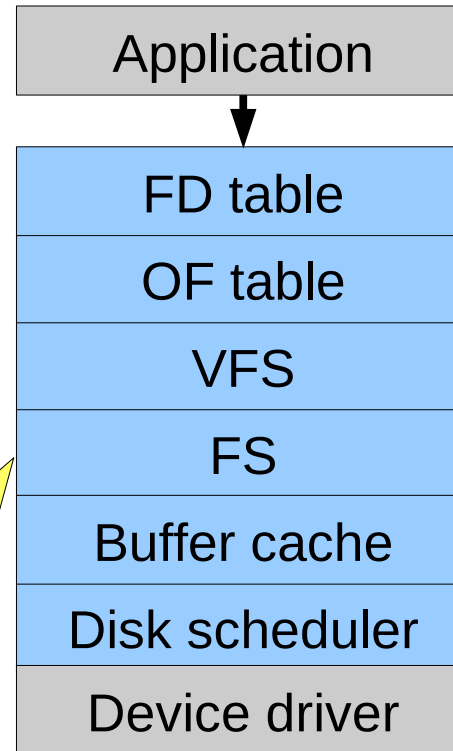 Application
FD table
OF table
VFS
FS
Buffer cache
Disk scheduler
Device driver